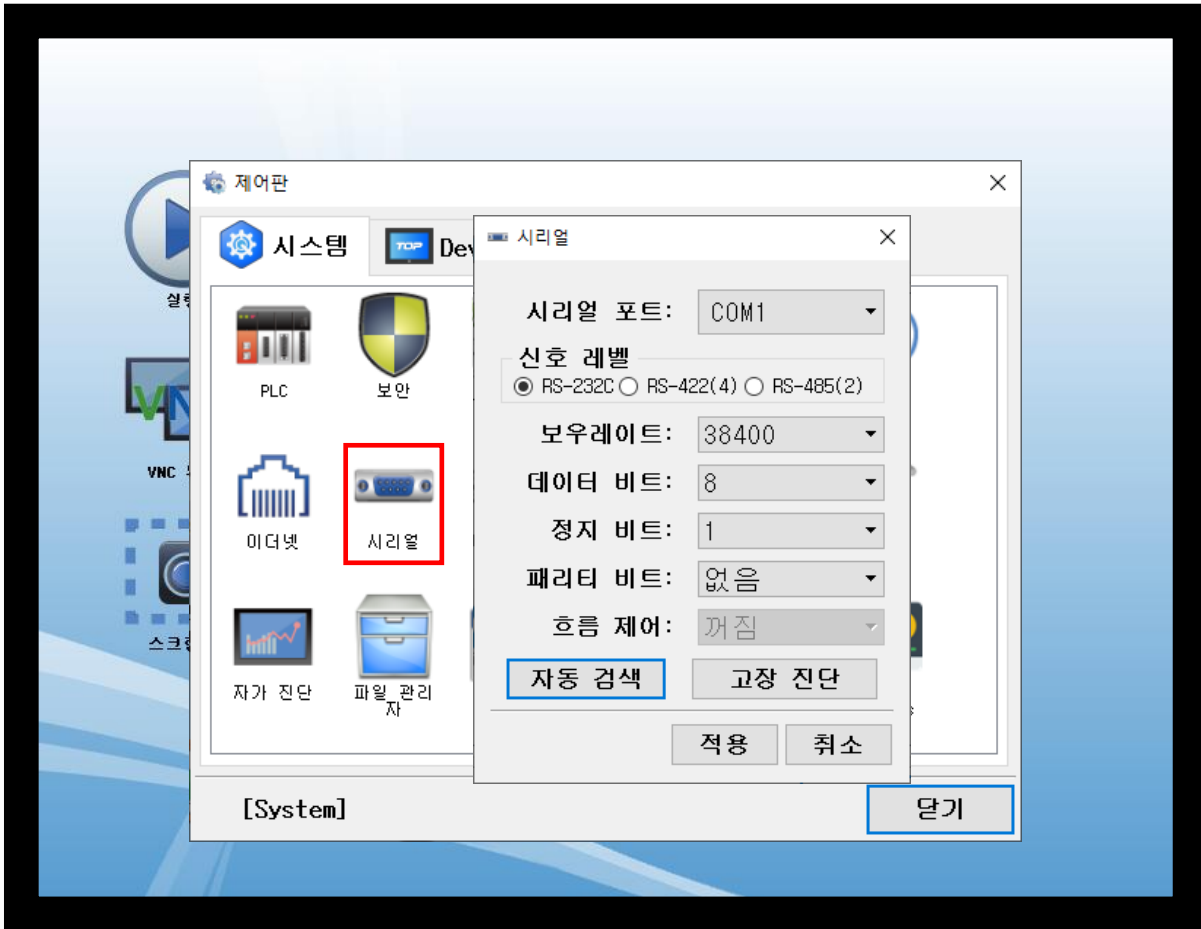 제어판
시스템
TOP
시리얼
시리얼 포트: COM1
신호 레벨
RS-232C RS-422(4) RS-485(2)
보우레이트: 38400
데이터 비트: 8
정지 비트: 1
패리티 비트: 없음
흐름 제어: 꺼짐
자동 검색 고장 진단
적용 취소
PLC
보안
이더넷
시리얼
자가 진단
파일 관리
자
VNC
[System]
닫기